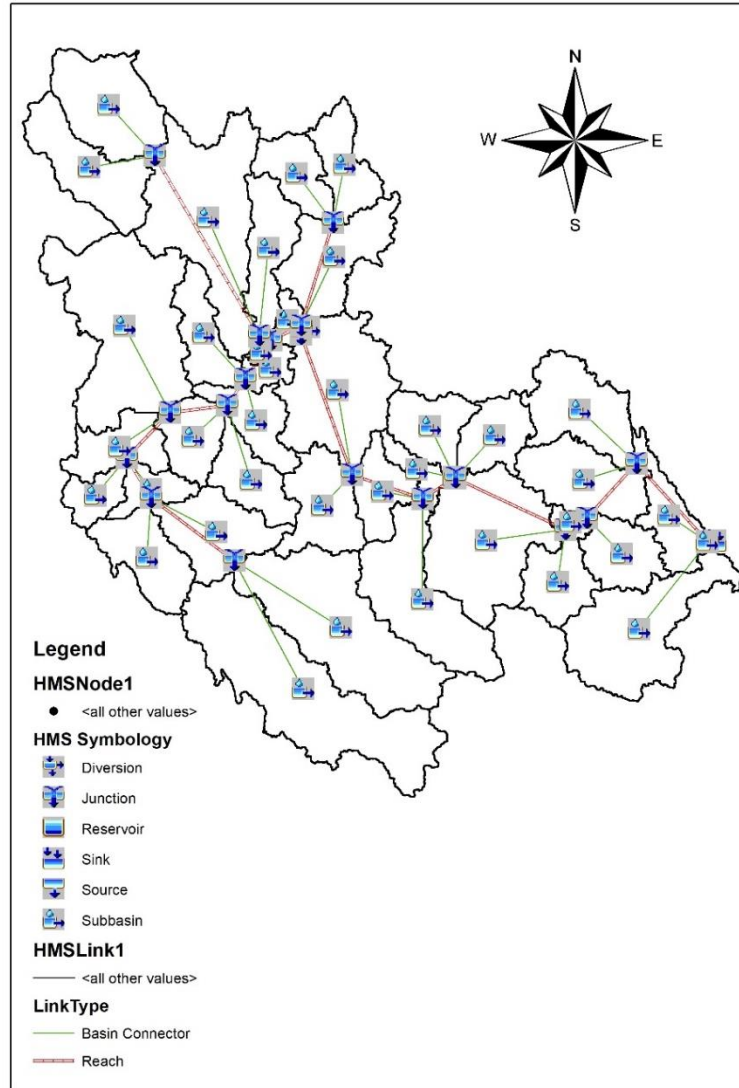 N
W E
S
Legend
HMSNode1
<all other values>
HMS Symbology
Diversion
Junction
Reservoir
Sink
Source
Subbasin
HMSLink1
<all other values>
LinkType
Basin Connector
Reach